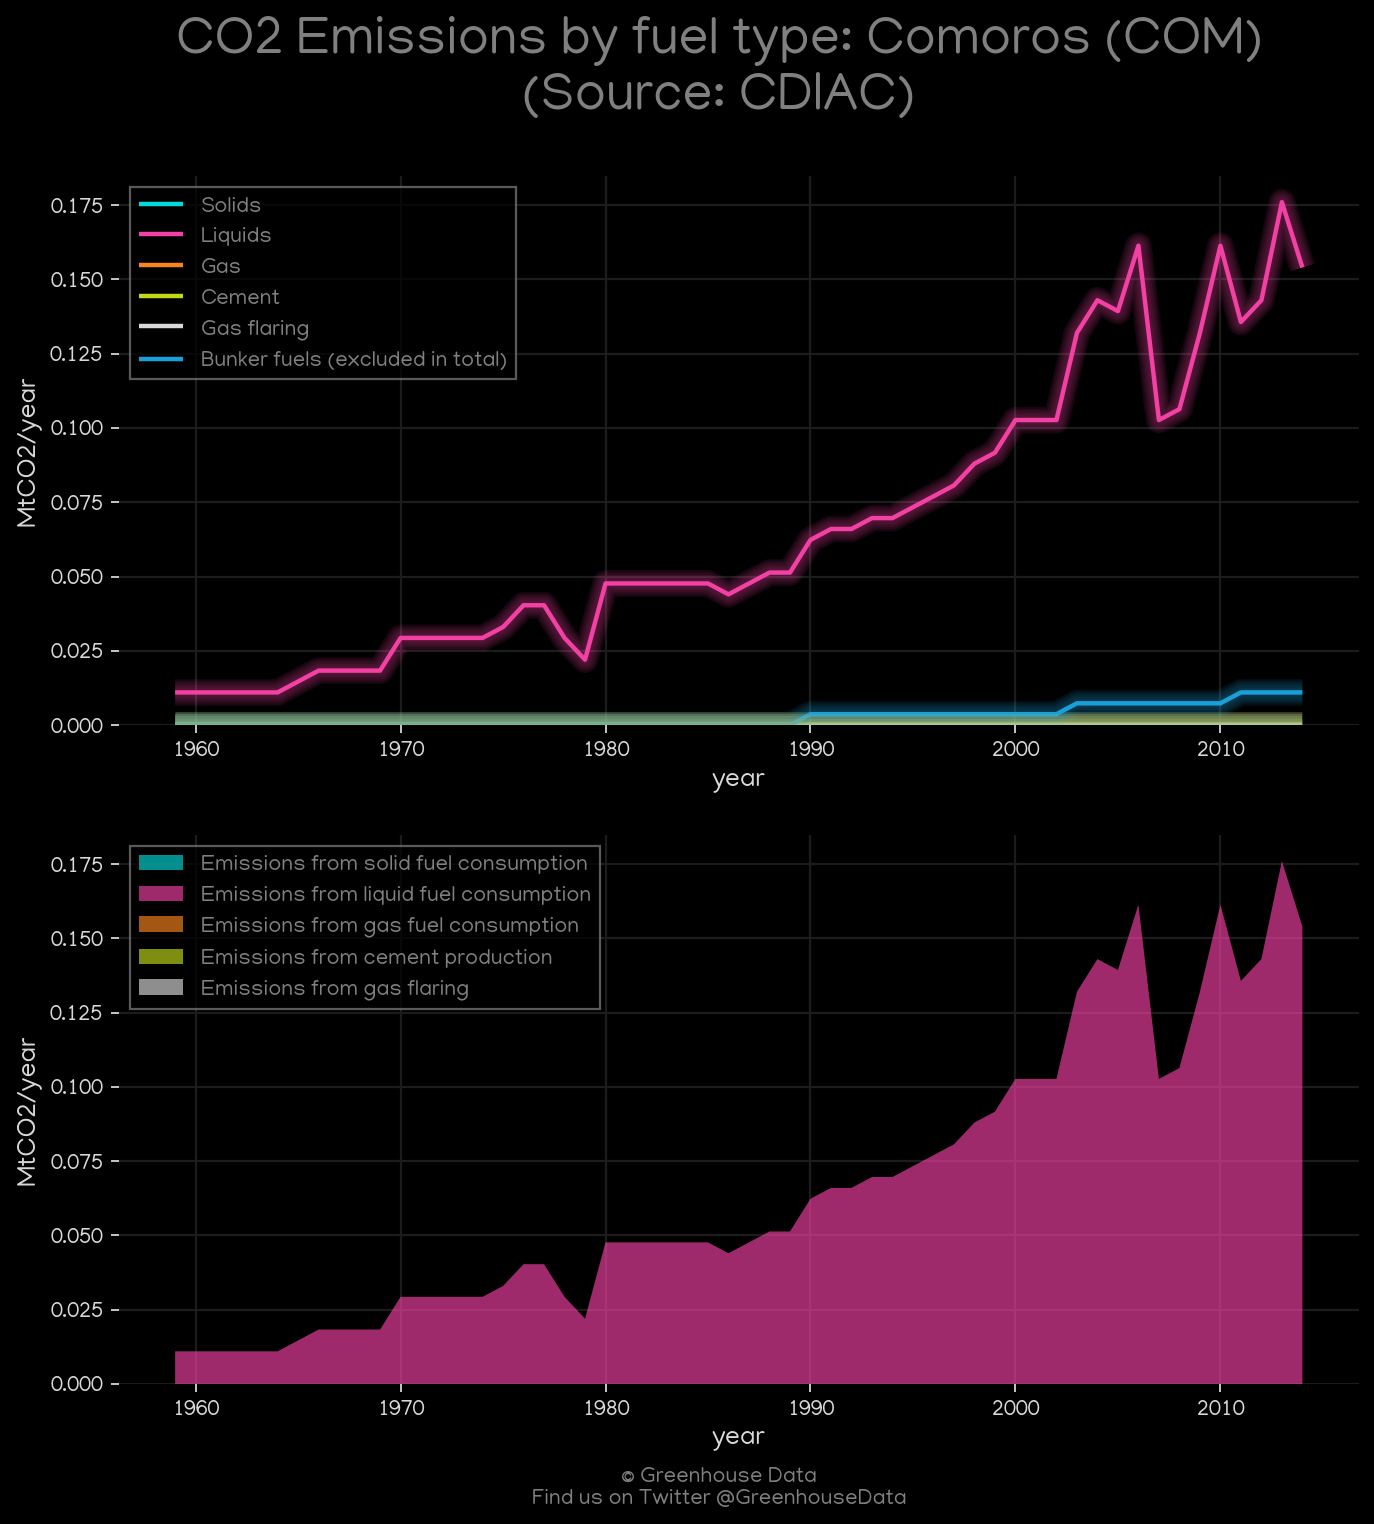 CO2 Emissions by fuel type: Comoros (COM)
(Source: CDIAC)
Solids
Liquids
Gas
Cement
Gas flaring
Bunker fuels (excluded in total)
MtCO2/year
0.175
0.150
0.125
0.100
0.075
0.050
0.025
0.000
1960 1970 1980 1990 2000 2010
year
Emissions from solid fuel consumption
Emissions from liquid fuel consumption
Emissions from gas fuel consumption
Emissions from cement production
Emissions from gas flaring
MtCO2/year
0.175
0.150
0.125
0.100
0.075
0.050
0.025
0.000
1960 1970 1980 1990 2000 2010
year
© Greenhouse Data
Find us on Twitter @GreenhouseData